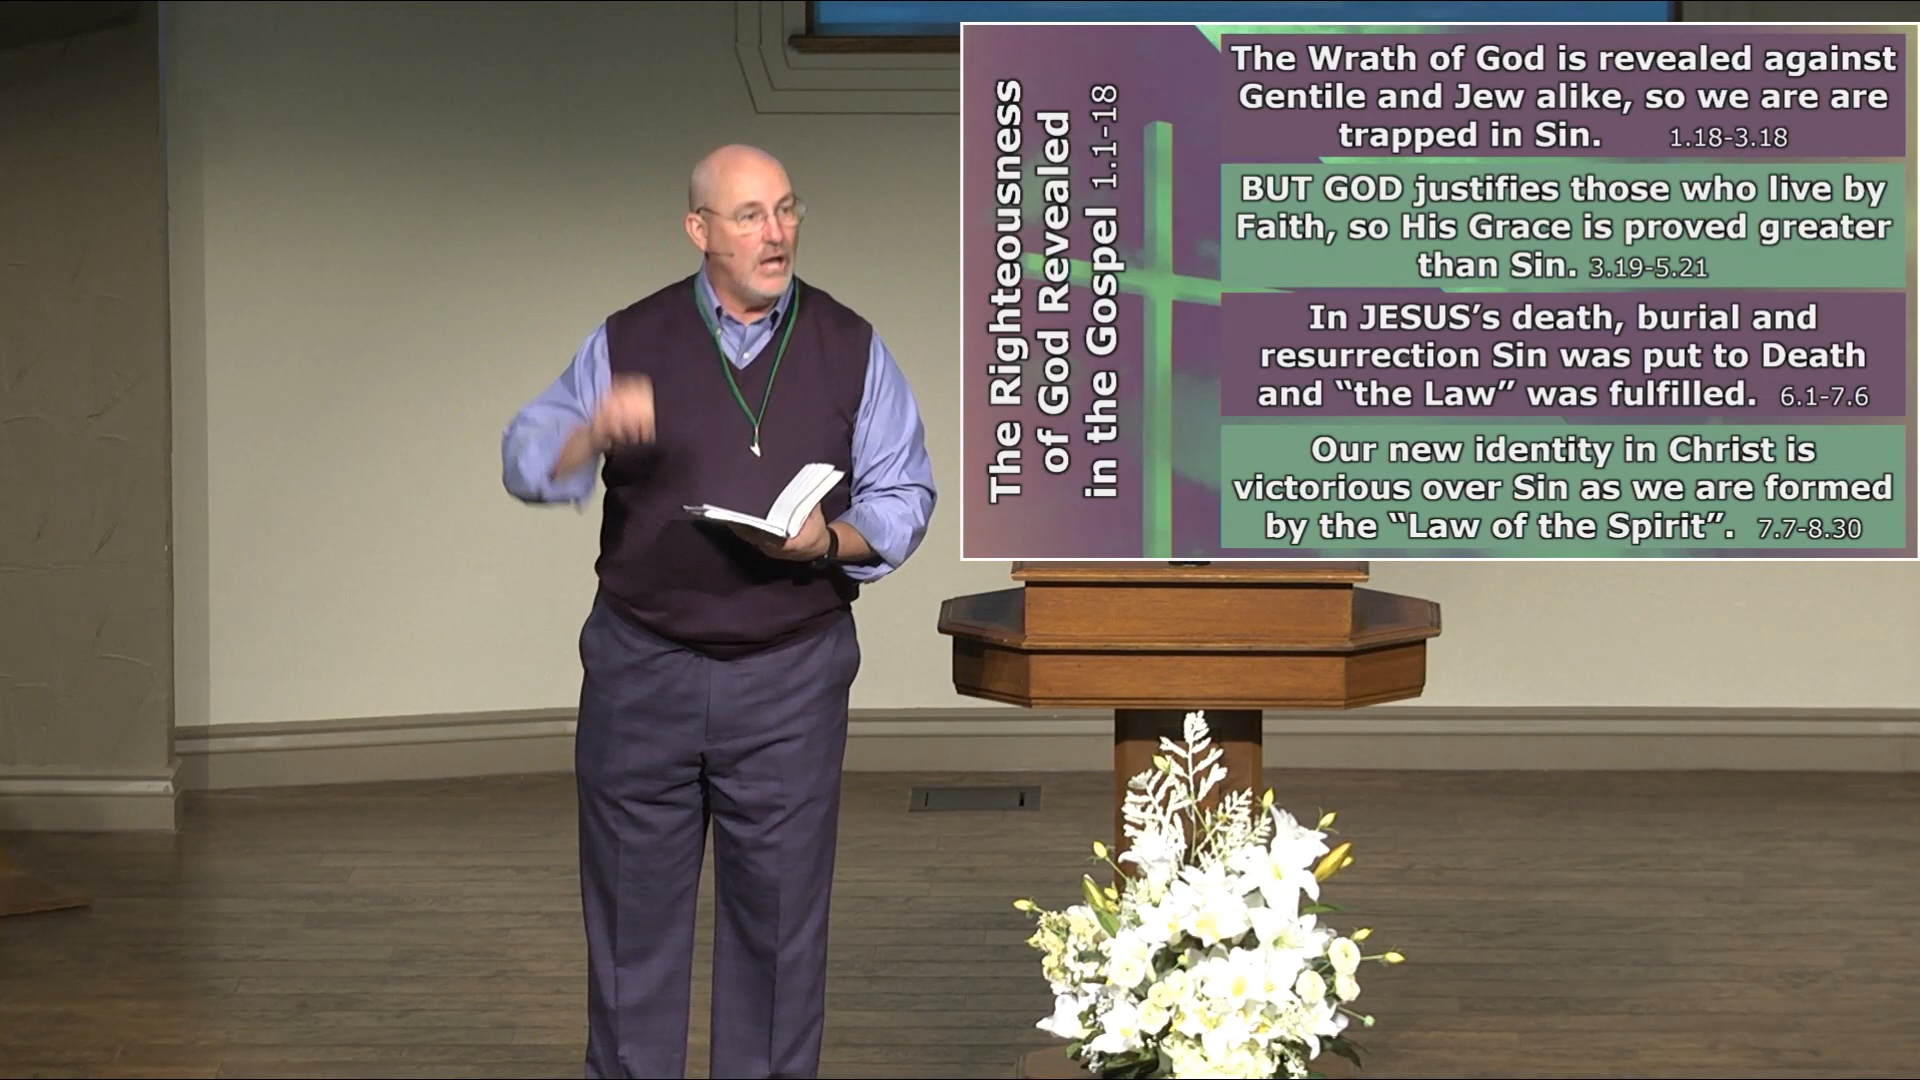 The Righteousness
of God Revealed
in the Gospel 1.1-18
The Wrath of God is revealed against
Gentile and Jew alike, so we are are
trapped in Sin. 1.18-3.18
BUT GOD justifies those who live by
Faith, so His Grace is proved greater
than Sin. 3.19-5.21
In JESUS’s death, burial and
resurrection Sin was put to Death
and “the Law” was fulfilled. 6.1-7.6
Our new identity in Christ is
victorious over Sin as we are formed
by the “Law of the Spirit”. 7.7-8.30